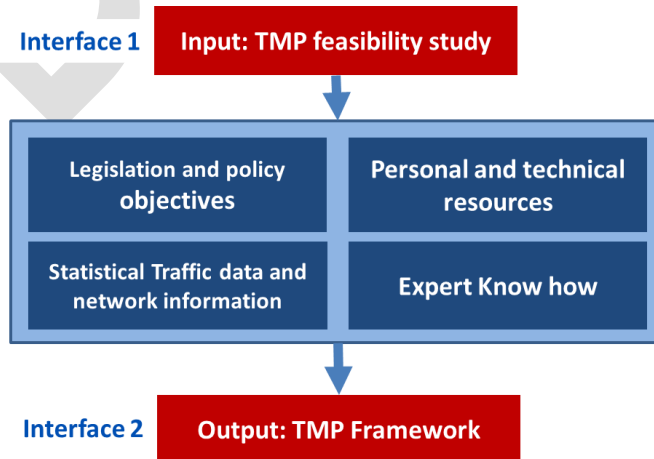 Interface 1
Input: TMP feasibility study
Legislation and policy
objectives
Personal and technical
resources
Statistical Traffic data and
network information
Expert Know how
Interface 2
Output: TMP Framework